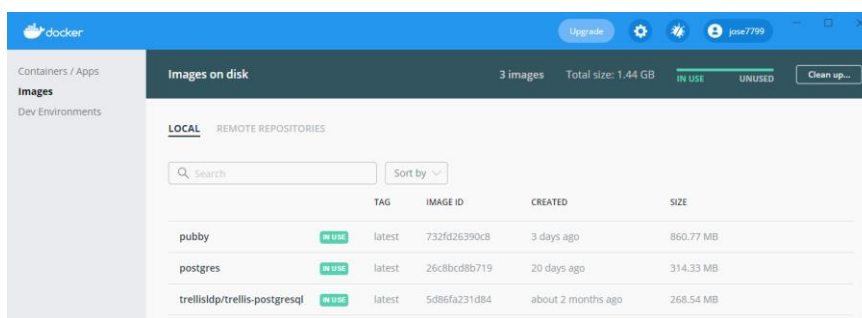 docker
Upgrade
jose7799
Containers / Apps
Images
Dev Environments
Images on disk
3 images Total size: 1.44 GB
IN USE UNUSED
Clean up...
LOCAL REMOTE REPOSITORIES
Search
Sort by
TAG IMAGE ID CREATED SIZE
pubby IN USE latest 732fd26390c8 3 days ago 860.77 MB
postgres IN USE latest 26c8bcd8b719 20 days ago 314.33 MB
trellisldp/trellis-postgresql IN USE latest 5d86fa231d84 about 2 months ago 268.54 MB